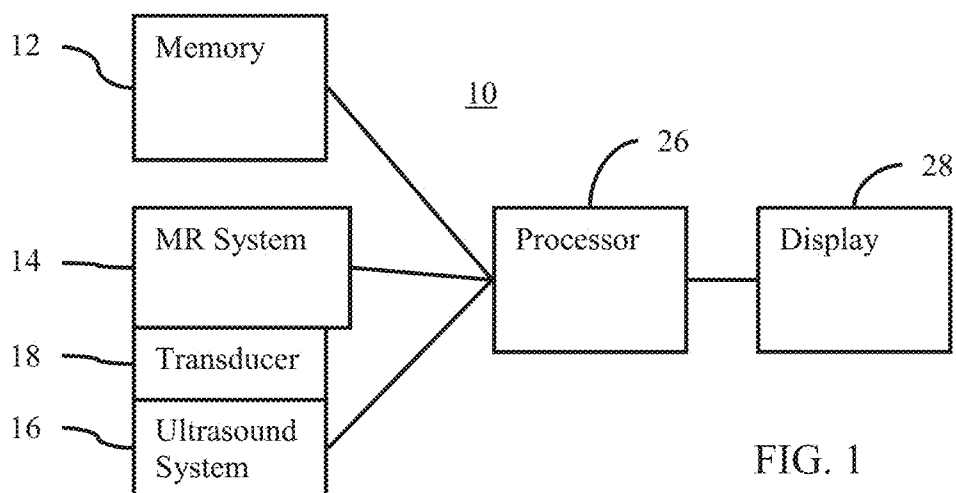 12
Memory
10
26
28
14
MR System
Processor
Display
18
Transducer
16
Ultrasound
System
FIG. 1